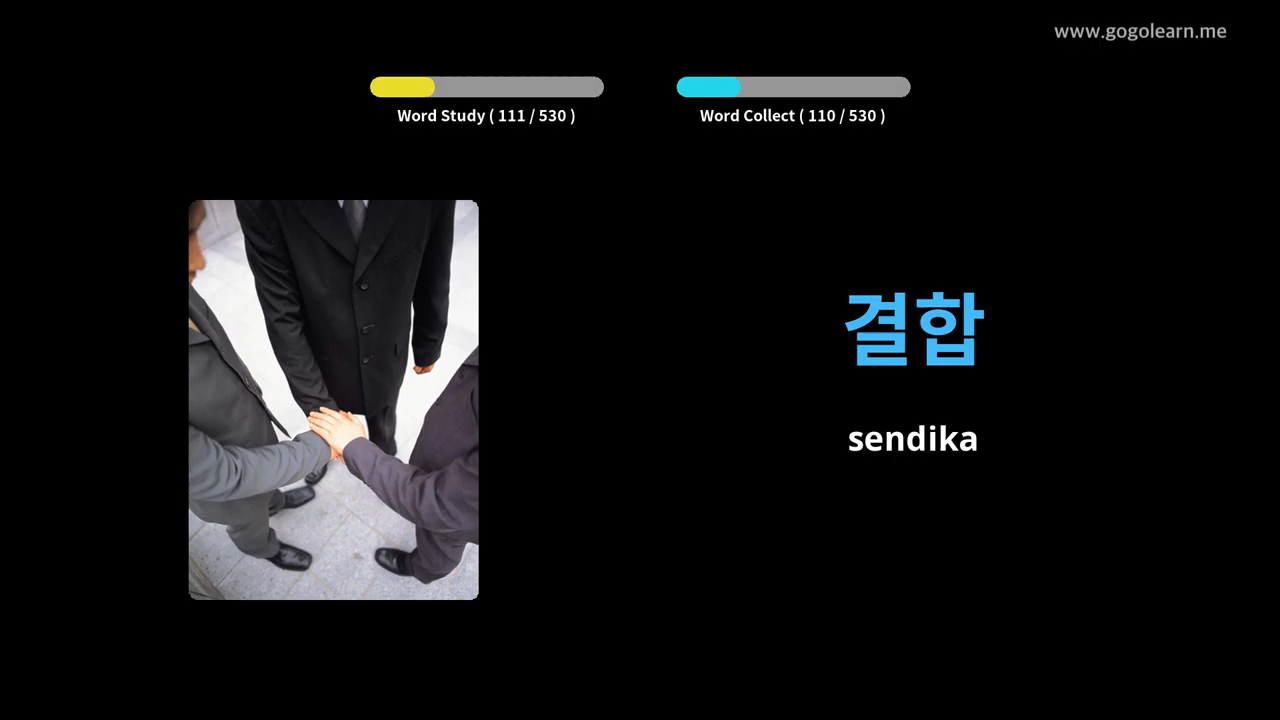 www.gogolearn.me
Word Study ( 111 / 530 )
Word Collect ( 110 / 530 )
결합
sendika